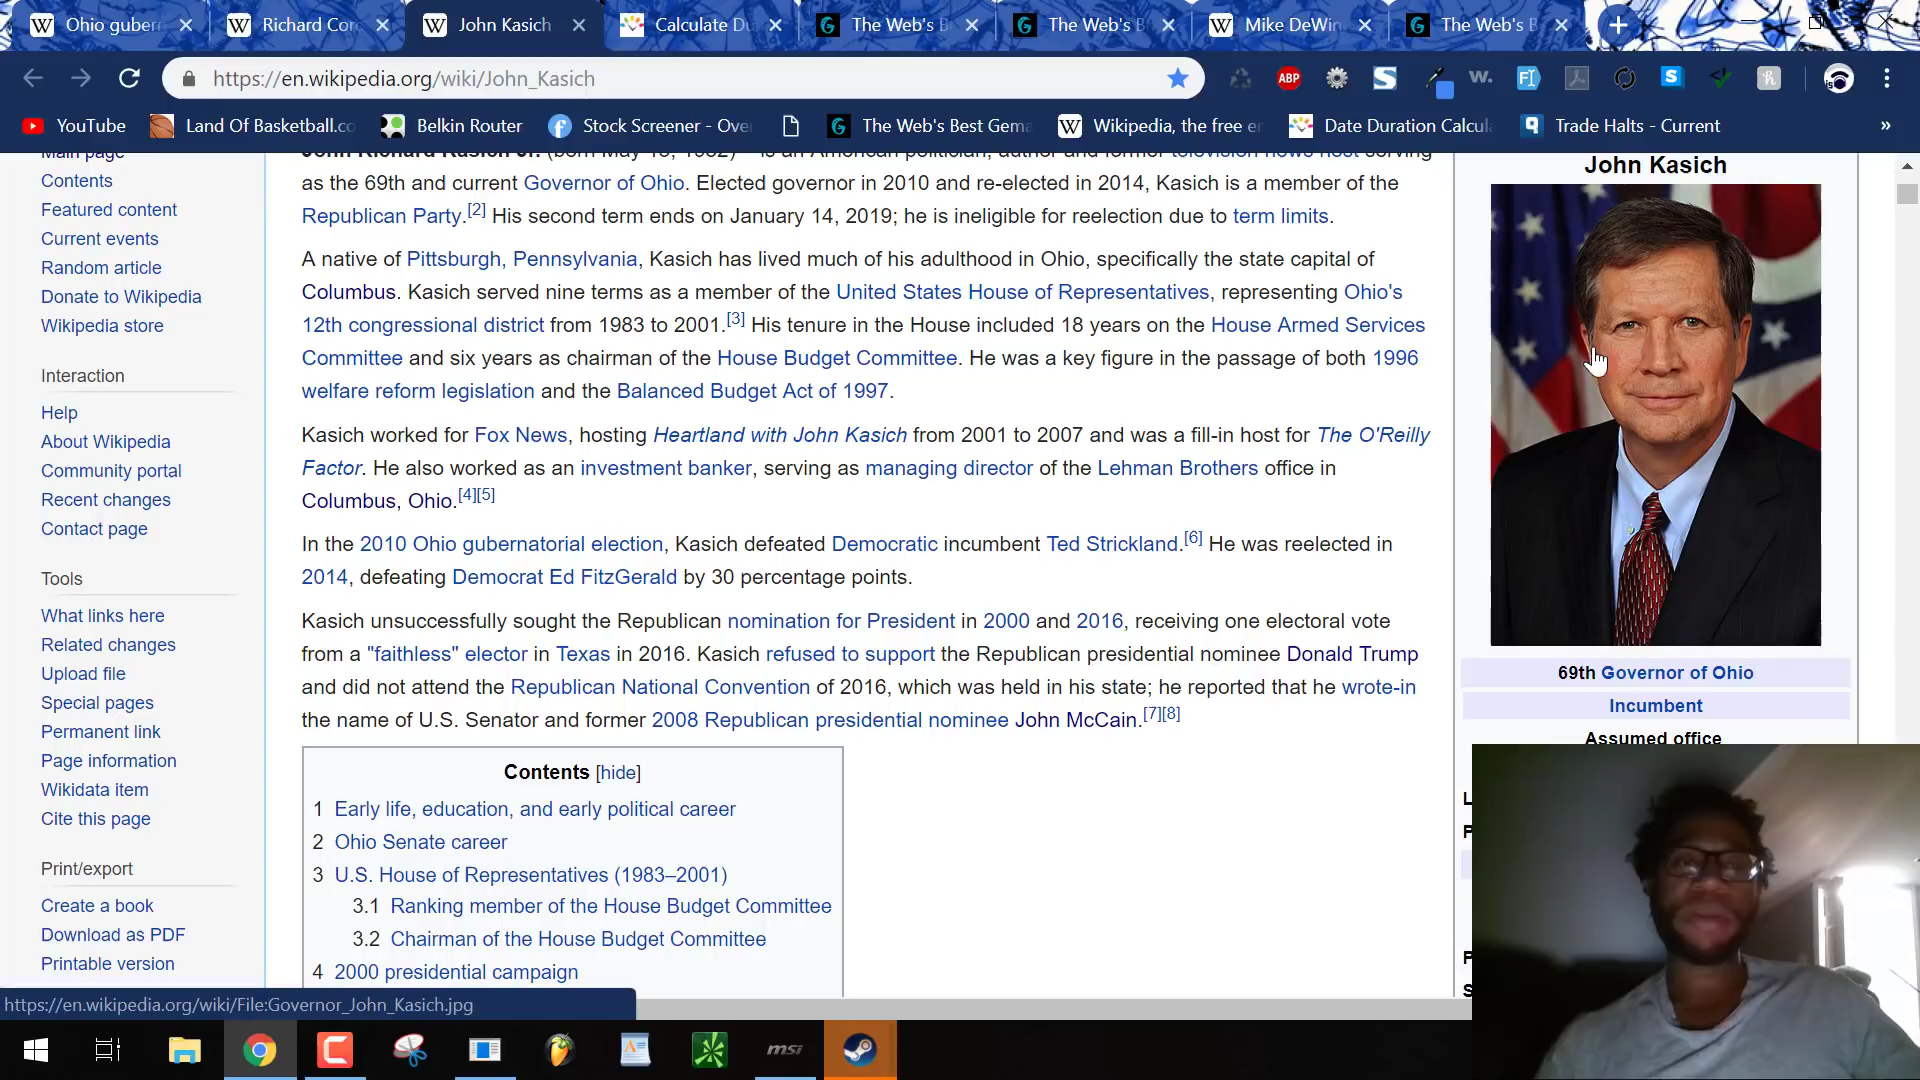 Ohio guber
Richard Cor
John Kasich
Calculate Du
The Web's B
The Web's B
Mike DeWin
The Web's B
https://en.wikipedia.org/wiki/John_Kasich
ABP
YouTube
Land Of Basketball.co
Belkin Router
Stock Screener - Ove
The Web's Best Gema
Wikipedia, the free e
Date Duration Calcul
Trade Halts - Current
»
Main page
Contents
Featured content
Current events
Random article
Donate to Wikipedia
Wikipedia store
Interaction
Help
About Wikipedia
Community portal
Recent changes
Contact page
Tools
What links here
Related changes
Upload file
Special pages
Permanent link
Page information
Wikidata item
Cite this page
Print/export
Create a book
Download as PDF
Printable version
is an American politician, author and former television news host serving
as the 69th and current Governor of Ohio. Elected governor in 2010 and re-elected in 2014, Kasich is a member of the
Republican Party.[2] His second term ends on January 14, 2019; he is ineligible for reelection due to term limits.
A native of Pittsburgh, Pennsylvania, Kasich has lived much of his adulthood in Ohio, specifically the state capital of
Columbus. Kasich served nine terms as a member of the United States House of Representatives, representing Ohio's
12th congressional district from 1983 to 2001.[3] His tenure in the House included 18 years on the House Armed Services
Committee and six years as chairman of the House Budget Committee. He was a key figure in the passage of both 1996
welfare reform legislation and the Balanced Budget Act of 1997.
Kasich worked for Fox News, hosting Heartland with John Kasich from 2001 to 2007 and was a fill-in host for The O'Reilly
Factor. He also worked as an investment banker, serving as managing director of the Lehman Brothers office in
Columbus, Ohio.[4][5]
In the 2010 Ohio gubernatorial election, Kasich defeated Democratic incumbent Ted Strickland.[6] He was reelected in
2014, defeating Democrat Ed FitzGerald by 30 percentage points.
Kasich unsuccessfully sought the Republican nomination for President in 2000 and 2016, receiving one electoral vote
from a "faithless" elector in Texas in 2016. Kasich refused to support the Republican presidential nominee Donald Trump
and did not attend the Republican National Convention of 2016, which was held in his state; he reported that he wrote-in
the name of U.S. Senator and former 2008 Republican presidential nominee John McCain.[7][8]
Contents [hide]
1 Early life, education, and early political career
2 Ohio Senate career
3 U.S. House of Representatives (1983–2001)
3.1 Ranking member of the House Budget Committee
3.2 Chairman of the House Budget Committee
4 2000 presidential campaign
John Kasich
69th Governor of Ohio
Incumbent
Assumed office
https://en.wikipedia.org/wiki/File:Governor_John_Kasich.jpg
msi